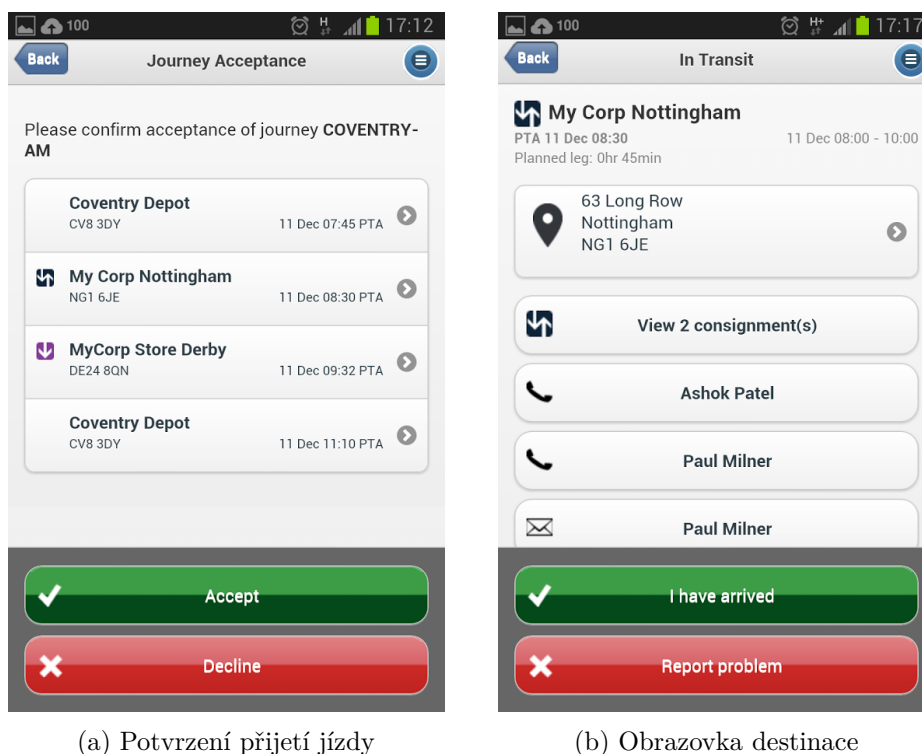 100 H 17:12
Back Journey Acceptance
Please confirm acceptance of journey COVENTRY-
AM
Coventry Depot
CV8 3DY 11 Dec 07:45 PTA
My Corp Nottingham
NG1 6JE 11 Dec 08:30 PTA
MyCorp Store Derby
DE24 8QN 11 Dec 09:32 PTA
Coventry Depot
CV8 3DY 11 Dec 11:10 PTA
Accept
Decline
(a) Potvrzení přijetí jízdy
100 H+ 17:17
Back In Transit
My Corp Nottingham
PTA 11 Dec 08:30 11 Dec 08:00 - 10:00
Planned leg: 0hr 45min
63 Long Row
Nottingham
NG1 6JE
View 2 consignment(s)
Ashok Patel
Paul Milner
Paul Milner
I have arrived
Report problem
(b) Obrazovka destinace